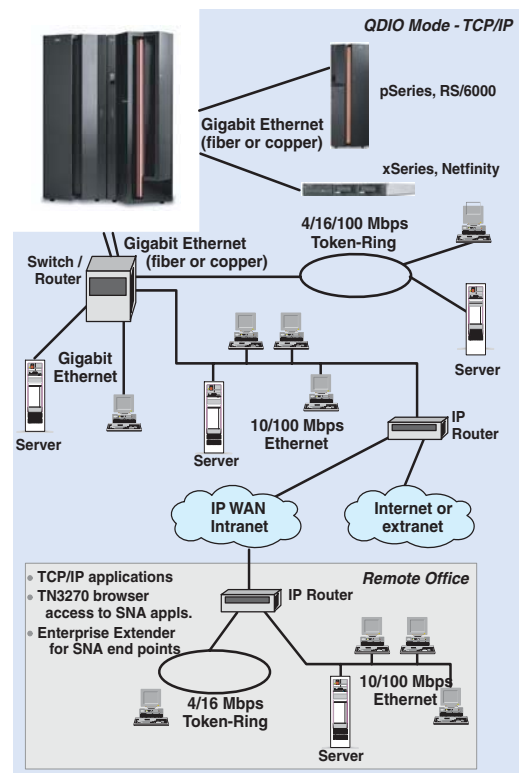 QDIO Mode - TCP/IP
pSeries, RS/6000
Gigabit Ethernet
(fiber or copper)
xSeries, Netfinity
4/16/100 Mbps
Token-Ring
Gigabit Ethernet
(fiber or copper)
Switch /
Router
Gigabit
Ethernet
Server
Server
10/100 Mbps
Ethernet
Server
IP
Router
IP WAN
Intranet
Internet or
extranet
• TCP/IP applications
• TN3270 browser
access to SNA appls.
• Enterprise Extender
for SNA end points
Remote Office
IP Router
4/16 Mbps
Token-Ring
10/100 Mbps
Ethernet
Server